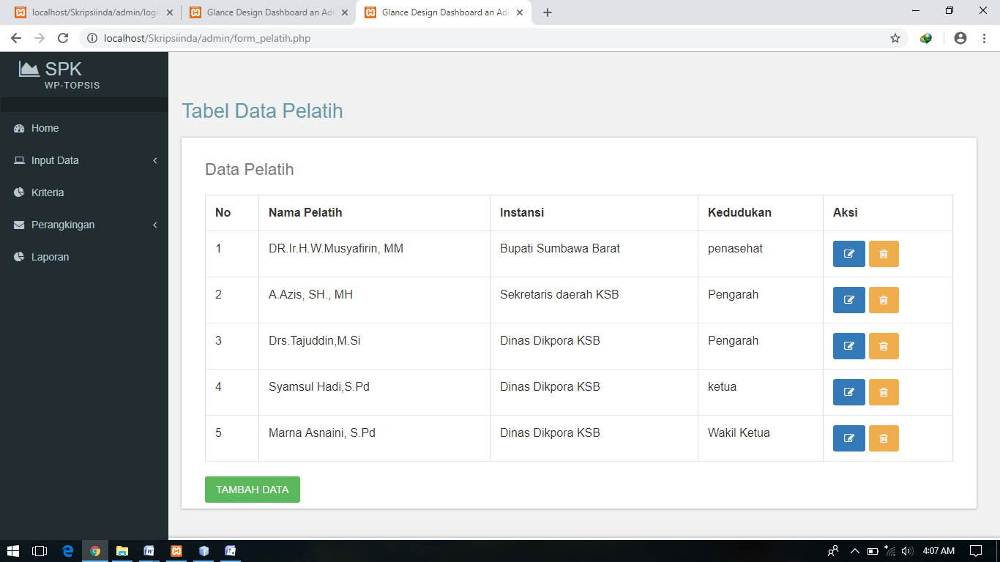 localhost/Skripsiinda/admin/logi
Glance Design Dashboard an Ad
Glance Design Dashboard an Ad
localhost/Skripsiinda/admin/form_pelatih.php
SPK
WP-TOPSIS
Home
Input Data
Kriteria
Perangkingan
Laporan
Tabel Data Pelatih
Data Pelatih
No Nama Pelatih Instansi Kedudukan Aksi
1 DR.Ir.H.W.Musyafirin, MM Bupati Sumbawa Barat penasehat
2 A.Azis, SH., MH Sekretaris daerah KSB Pengarah
3 Drs.Tajuddin,M.Si Dinas Dikpora KSB Pengarah
4 Syamsul Hadi,S.Pd Dinas Dikpora KSB ketua
5 Marna Asnaini, S.Pd Dinas Dikpora KSB Wakil Ketua
TAMBAH DATA
4:07 AM